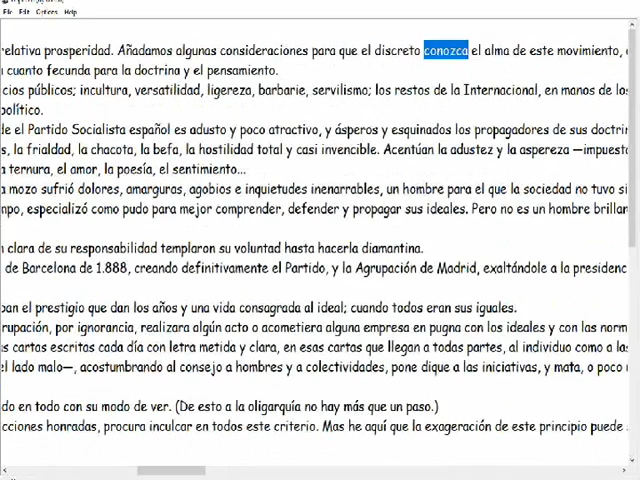 File Edit Options Help
relativa prosperidad. Añadamos algunas consideraciones para que el discreto conozca el alma de este movimiento,
cuanto fecunda para la doctrina y el pensamiento.
cios públicos; incultura, versatilidad, ligereza, barbarie, servilismo; los restos de la Internacional, en manos de los
político.
de el Partido Socialista español es adusto y poco atractivo, y ásperos y esquinados los propagadores de sus doctrin
s, la frialdad, la chacota, la befa, la hostilidad total y casi invencible. Acentúan la adustez y la aspereza —impuesto
a ternura, el amor, la poesía, el sentimiento...
a mozo sufrió dolores, amarguras, agobios e inquietudes inenarrables, un hombre para el que la sociedad no tuvo si
mpo, especializó como pudo para mejor comprender, defender y propagar sus ideales. Pero no es un hombre brillan
n clara de su responsabilidad templaron su voluntad hasta hacerla diamantina.
de Barcelona de 1.888, creando definitivamente el Partido, y la Agrupación de Madrid, exaltándole a la presidenc
ban el prestigio que dan los años y una vida consagrada al ideal; cuando todos eran sus iguales.
rupación, por ignorancia, realizara algún acto o acometiera alguna empresa en pugna con los ideales y con las norm
s cartas escritas cada día con letra metida y clara, en esas cartas que llegan a todas partes, al individuo como a las
el lado malo—, acostumbrando al consejo a hombres y a colectividades, pone dique a las iniciativas, y mata, o poco
do en todo con su modo de ver. (De esto a la oligarquía no hay más que un paso.)
cciones honradas, procura inculcar en todos este criterio. Mas he aquí que la exageración de este principio puede